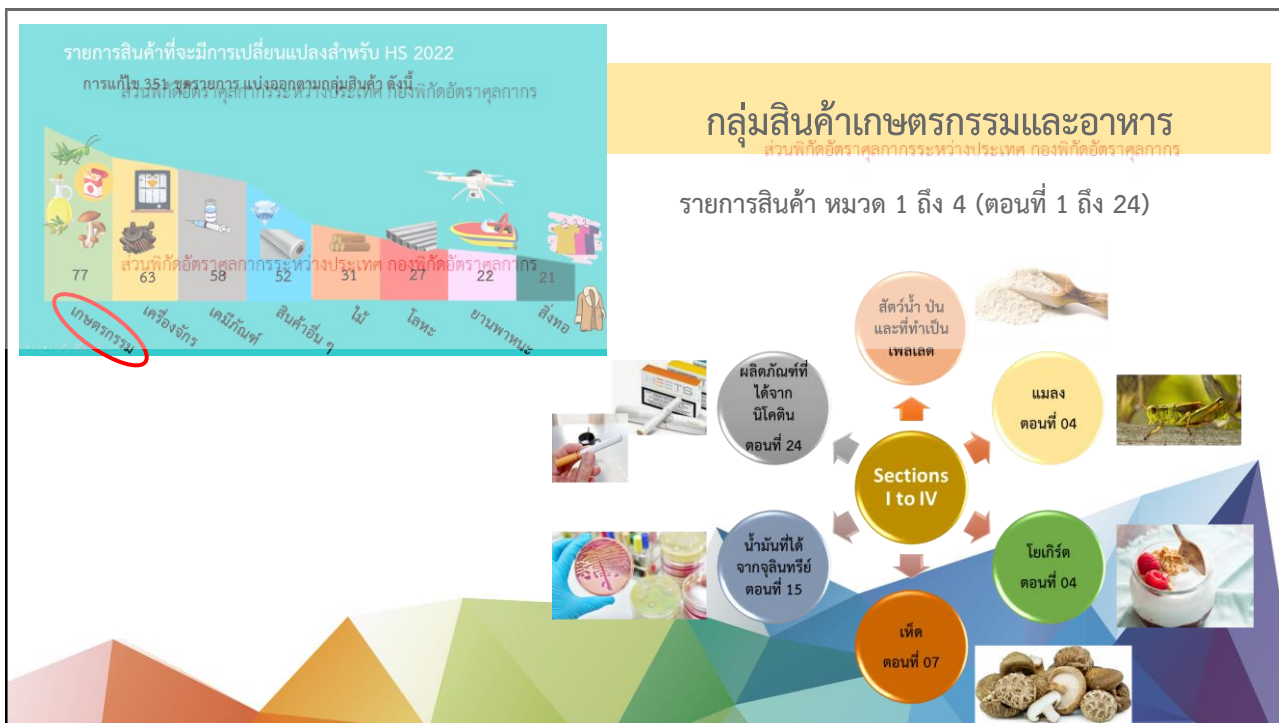 รายการสินค้าที่จะมีการเปลี่ยนแปลงสำหรับ HS 2022
การแก้ไข 351 ชุดรายการ แบ่งออกตามกลุ่มสินค้า ดังนี้
ส่วนพิกัดอัตราศุลกากรระหว่างประเทศ กองพิกัดอัตราศุลกากร
77
63
58
52
31
27
22
21
ส่วนพิกัดอัตราศุลกากรระหว่างประเทศ กองพิกัดอัตราศุลกากร
เกษตรกรรม
เครื่องจักร
เคมีภัณฑ์
สินค้าอื่น ๆ
ไม้
โลหะ
ยานพาหนะ
สิ่งทอ
กลุ่มสินค้าเกษตรกรรมและอาหาร
ส่วนพิกัดอัตราศุลกากรระหว่างประเทศ กองพิกัดอัตราศุลกากร
รายการสินค้า หมวด 1 ถึง 4 (ตอนที่ 1 ถึง 24)
สัตว์น้ำ ป่น
และที่ทำเป็น
เพลเลต
แมลง
ตอนที่ 04
โยเกิร์ต
ตอนที่ 04
เห็ด
ตอนที่ 07
น้ำมันที่ได้
จากจุลินทรีย์
ตอนที่ 15
ผลิตภัณฑ์ที่
ได้จาก
นิโคติน
ตอนที่ 24
Sections
I to IV
HEETS